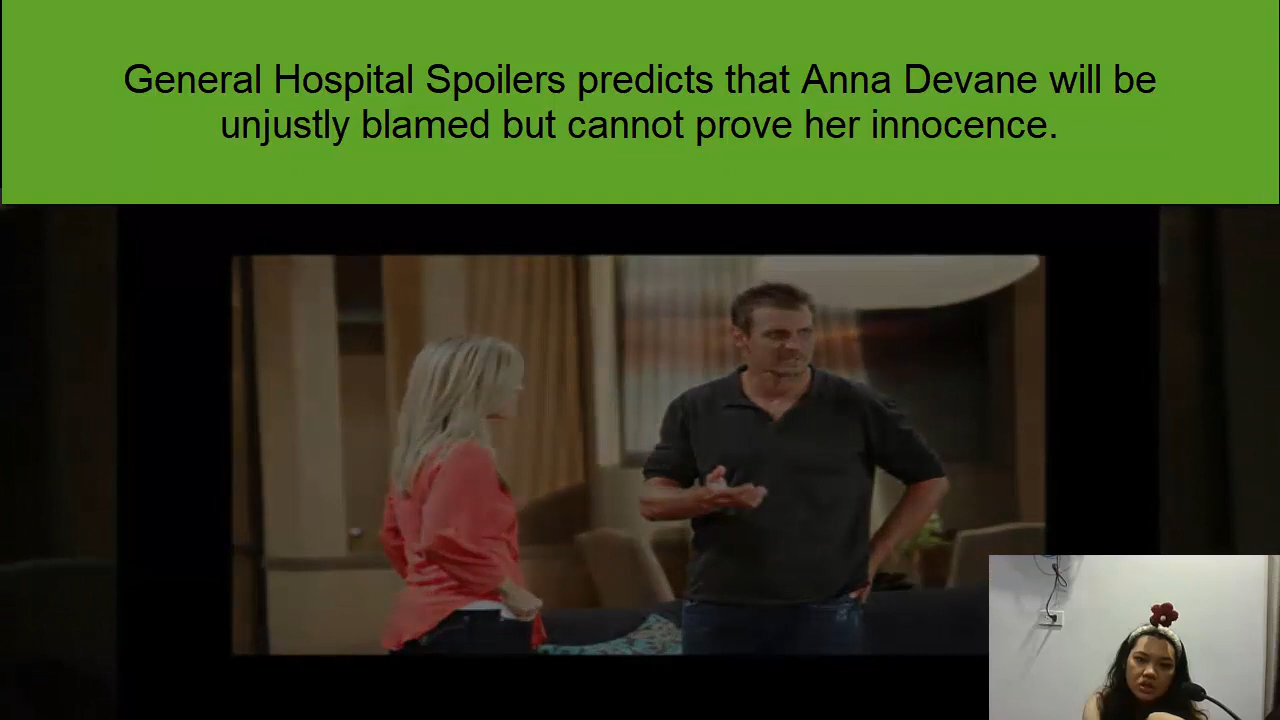 General Hospital Spoilers predicts that Anna Devane will be
unjustly blamed but cannot prove her innocence.